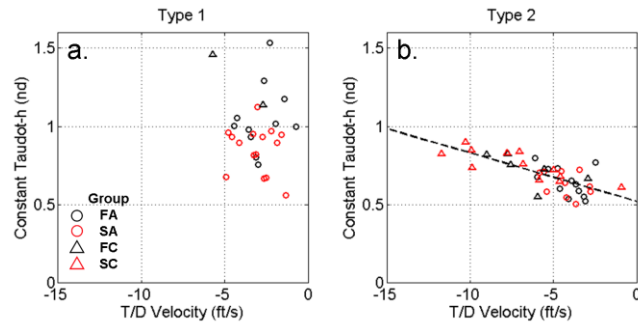 Type 1
a.
Constant Taudot-h (nd)
1.5
1
0.5
0
Group
FA
SA
FC
SC
-15
-10
-5
0
T/D Velocity (ft/s)
Type 2
b.
Constant Taudot-h (nd)
1.5
1
0.5
0
-15
-10
-5
0
T/D Velocity (ft/s)